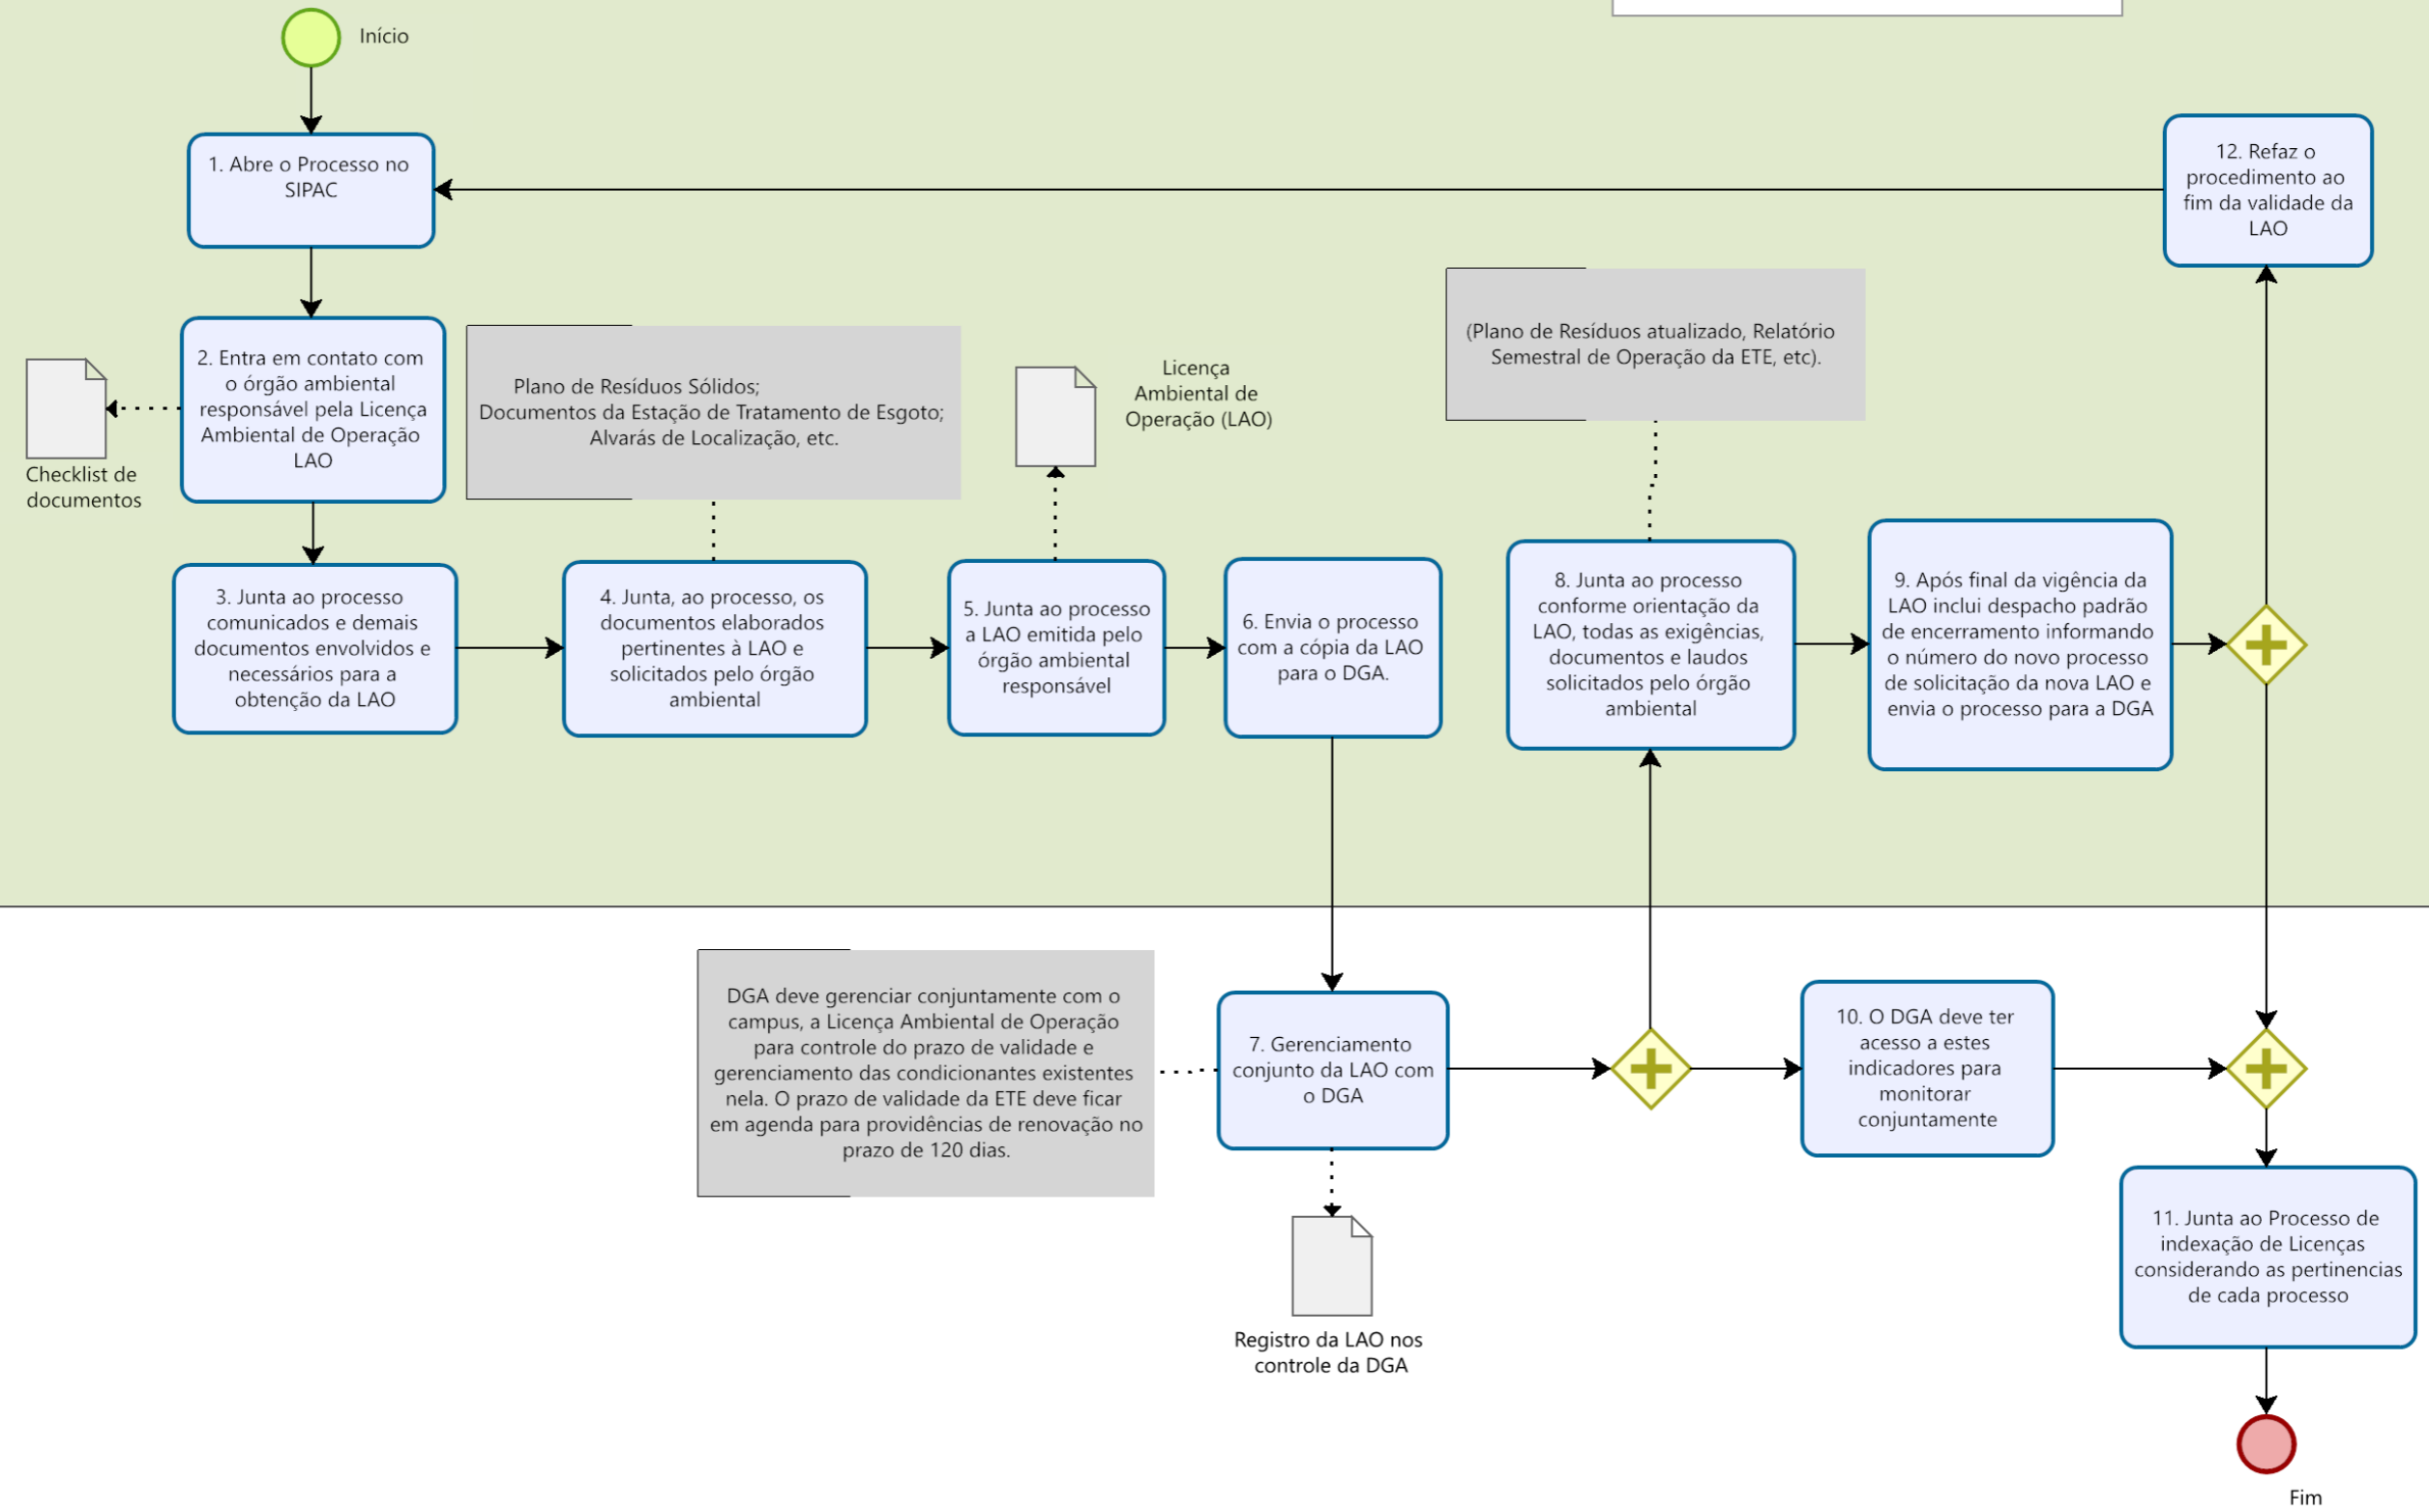 Início
1. Abre o Processo no
SIPAC
12. Refaz o
procedimento ao
fim da validade da
LAO
2. Entra em contato com
o órgão ambiental
responsável pela Licença
Ambiental de Operação
LAO
Checklist de
documentos
Plano de Resíduos Sólidos;
Documentos da Estação de Tratamento de Esgoto;
Alvarás de Localização, etc.
Licença
Ambiental de
Operação (LAO)
(Plano de Resíduos atualizado, Relatório
Semestral de Operação da ETE, etc).
3. Junta ao processo
comunicados e demais
documentos envolvidos e
necessários para a
obtenção da LAO
4. Junta, ao processo, os
documentos elaborados
pertinentes à LAO e
solicitados pelo órgão
ambiental
5. Junta ao processo
a LAO emitida pelo
órgão ambiental
responsável
6. Envia o processo
com a cópia da LAO
para o DGA.
8. Junta ao processo
conforme orientação da
LAO, todas as exigências,
documentos e laudos
solicitados pelo órgão
ambiental
9. Após final da vigência da
LAO inclui despacho padrão
de encerramento informando
o número do novo processo
de solicitação da nova LAO e
envia o processo para a DGA
DGA deve gerenciar conjuntamente com o
campus, a Licença Ambiental de Operação
para controle do prazo de validade e
gerenciamento das condicionantes existentes
nela. O prazo de validade da ETE deve ficar
em agenda para providências de renovação no
prazo de 120 dias.
7. Gerenciamento
conjunto da LAO com
o DGA
10. O DGA deve ter
acesso a estes
indicadores para
monitorar
conjuntamente
Registro da LAO nos
controle da DGA
11. Junta ao Processo de
indexação de Licenças
considerando as pertinencias
de cada processo
Fim